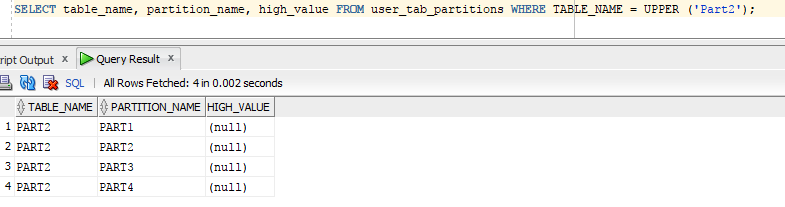 SELECT table_name, partition_name, high_value FROM user_tab_partitions WHERE TABLE_NAME = UPPER ('Part2');
ript Output x Query Result x
SQL | All Rows Fetched: 4 in 0.002 seconds
TABLE_NAME PARTITION_NAME HIGH_VALUE
1 PART2 PART1 (null)
2 PART2 PART2 (null)
3 PART2 PART3 (null)
4 PART2 PART4 (null)